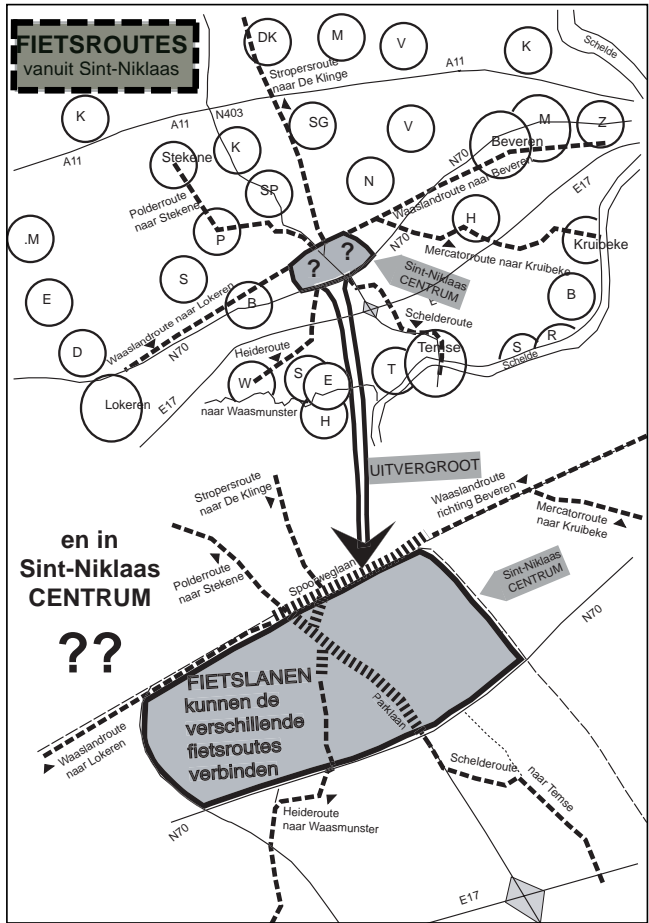 FIETSROUTES
vanuit Sint-Niklaas
DK
M
V
K
Schelde
Stropersroute
naar De Klinge
A11
K
A11
N403
A11
K
SG
V
M
Z
Beveren
N70
Stekene
SP
N
Waaslandroute naar Beveren
E17
Polderroute
naar Stekene
P
H
N70
Kruibeke
.M
? ?
Mercatorroute naar Kruibeke
Sint-Niklaas
CENTRUM
S
E
B
B
Waaslandroute naar Lokeren
Schelderoute
D
N70
Heideroute
Temse
S
R
Schelde
W
S
E
T
Lokeren
E17
naar Waasmunster
H
UITVERGROOT
Stropersroute
naar De Klinge
Waaslandroute
richting Beveren
Mercatorroute
naar Kruibeke
en in
Sint-Niklaas
CENTRUM
??
Polderroute
naar Stekene
Spoorweglaan
Sint-Niklaas
CENTRUM
N70
FIETSLANEN
kunnen de
verschillende
fietsroutes
verbinden
Parklaan
Waaslandroute
naar Lokeren
Schelderoute
naar Temse
Heideroute
naar Waasmunster
N70
E17